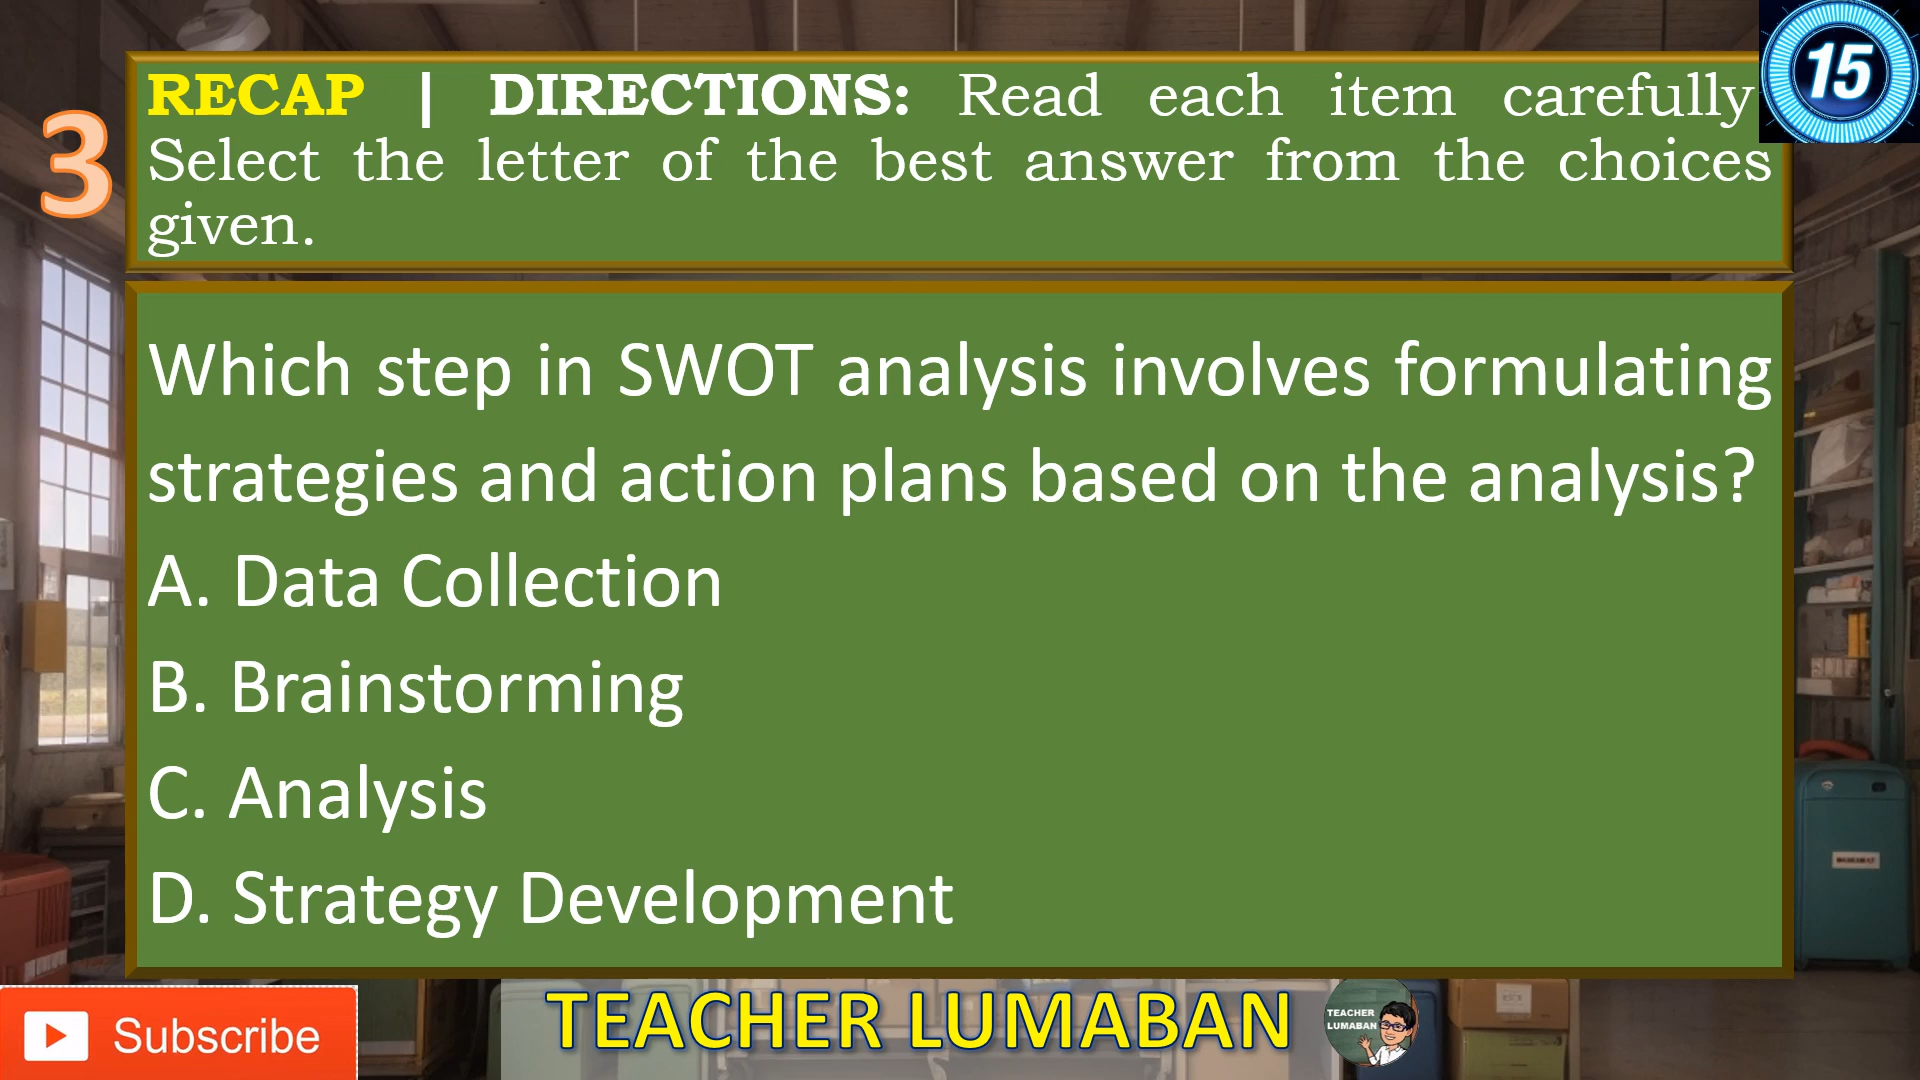 3
RECAP | DIRECTIONS: Read each item carefully
Select the letter of the best answer from the choices
given.
15
Which step in SWOT analysis involves formulating
strategies and action plans based on the analysis?
A. Data Collection
B. Brainstorming
C. Analysis
D. Strategy Development
Subscribe
TEACHER LUMABAN
TEACHER
LUMABAN